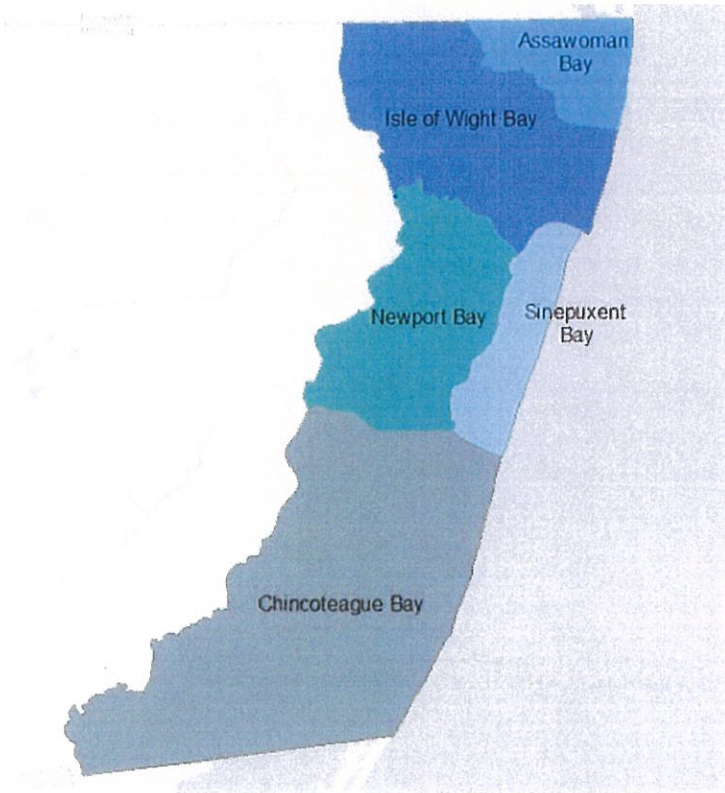 Assawoman
Bay
Isle of Wight Bay
Newport Bay
Sinepuxent
Bay
Chincoteague Bay